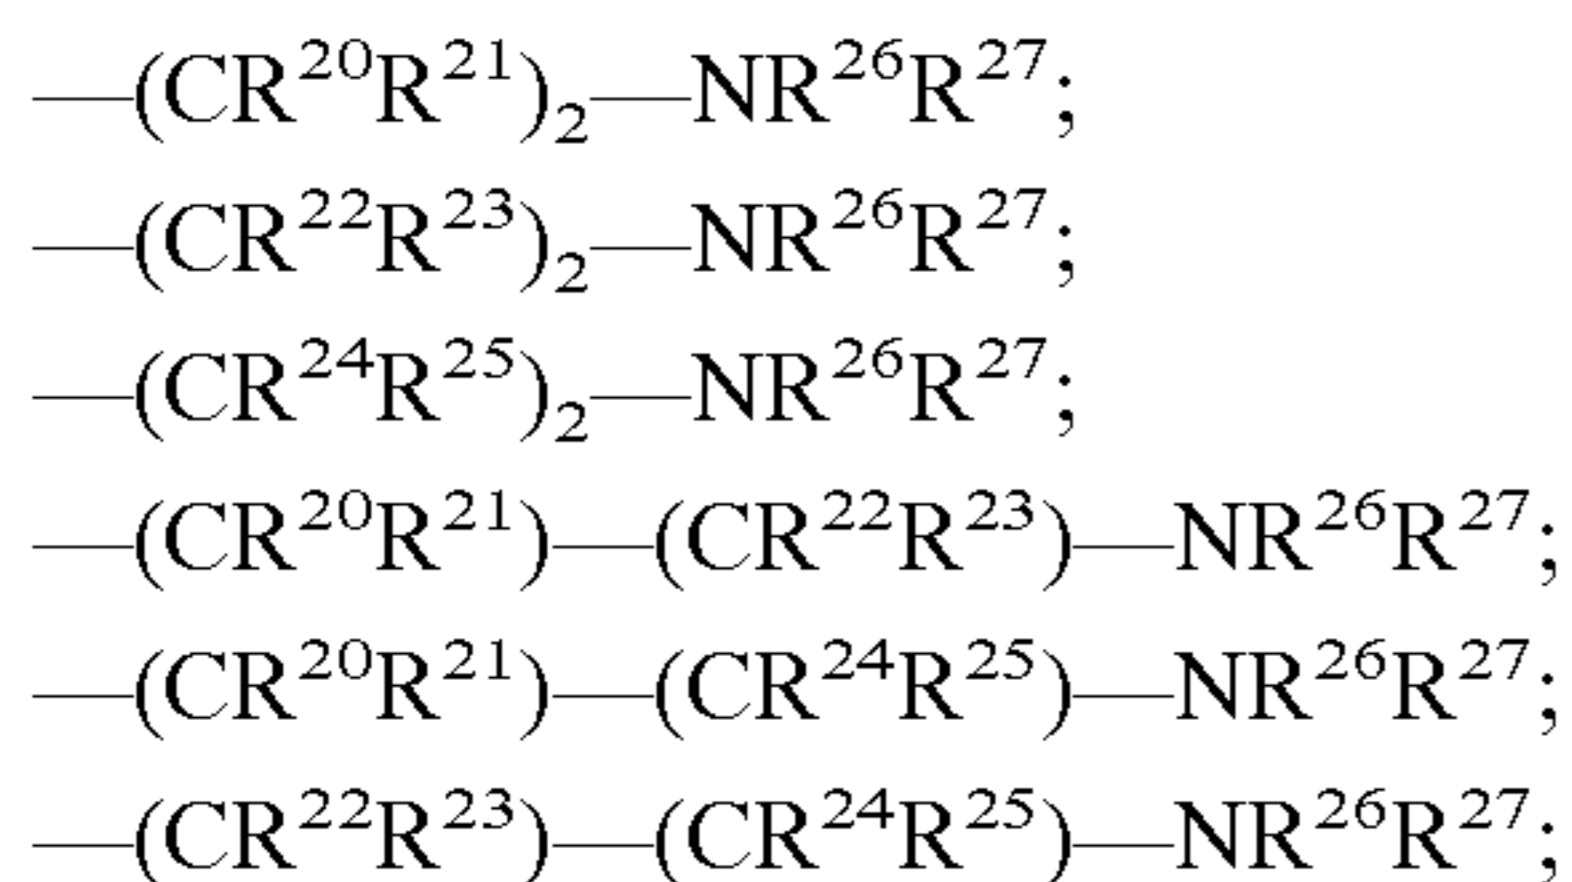 —(CR²⁰R²¹)₂—NR²⁶R²⁷;
—(CR²²R²³)₂—NR²⁶R²⁷;
—(CR²⁴R²⁵)₂—NR²⁶R²⁷;
—(CR²⁰R²¹)—(CR²²R²³)—NR²⁶R²⁷;
—(CR²⁰R²¹)—(CR²⁴R²⁵)—NR²⁶R²⁷;
—(CR²²R²³)—(CR²⁴R²⁵)—NR²⁶R²⁷;